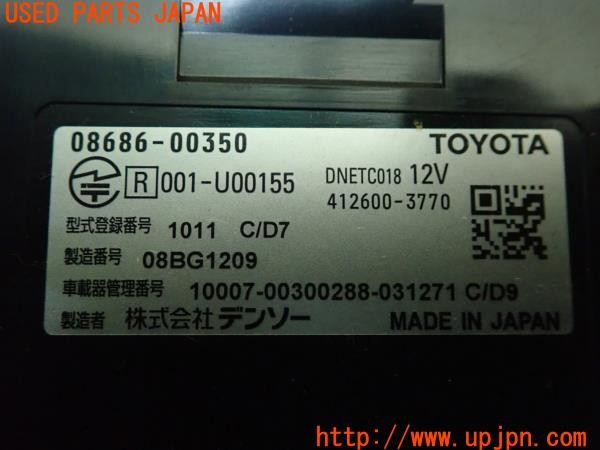 USED PARTS JAPAN
08686-00350 TOYOTA
R 001-U00155 DNETC018 12V
412600-3770
型式登録番号 1011 C/D7
製造番号 08BG1209
車載器管理番号 10007-00300288-031271 C/D9
製造者 株式会社デンソー MADE IN JAPAN
UPJ
http://www.upjpn.com/